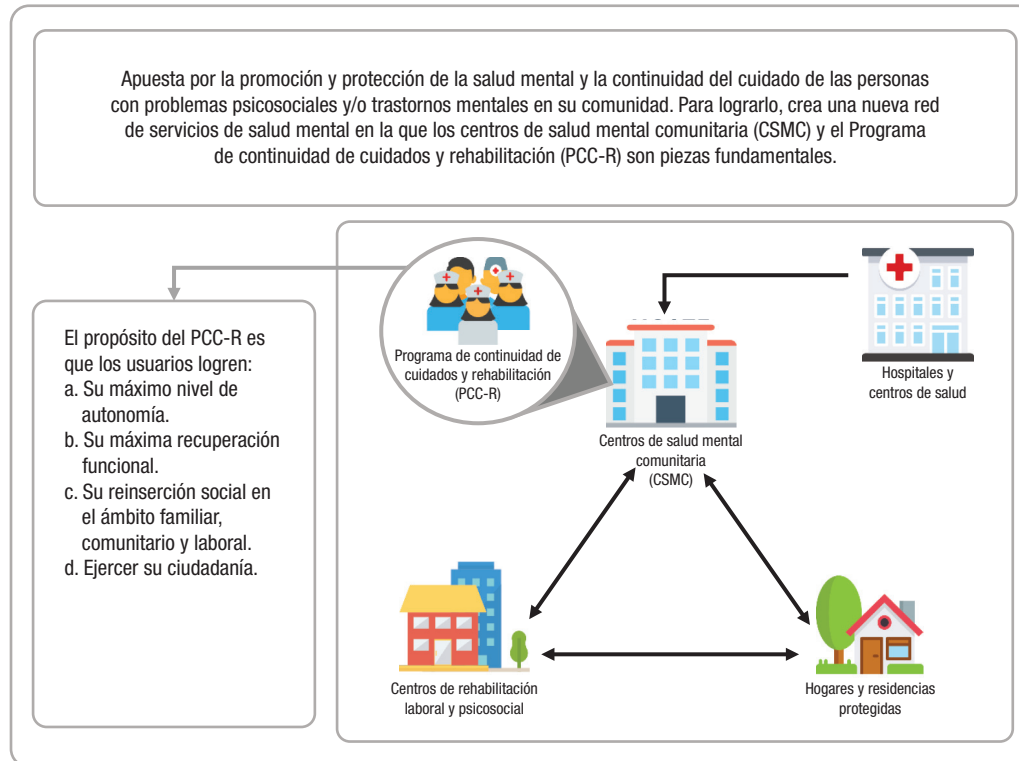 Apuesta por la promoción y protección de la salud mental y la continuidad del cuidado de las personas
con problemas psicosociales y/o trastornos mentales en su comunidad. Para lograrlo, crea una nueva red
de servicios de salud mental en la que los centros de salud mental comunitaria (CSMC) y el Programa
de continuidad de cuidados y rehabilitación (PCC-R) son piezas fundamentales.
El propósito del PCC-R es
que los usuarios logren:
a. Su máximo nivel de
autonomía.
b. Su máxima recuperación
funcional.
c. Su reinserción social en
el ámbito familiar,
comunitario y laboral.
d. Ejercer su ciudadanía.
Programa de continuidad de
cuidados y rehabilitación
(PCC-R)
Hospitales y
centros de salud
Centros de salud mental
comunitaria
(CSMC)
Centros de rehabilitación
laboral y psicosocial
Hogares y residencias
protegidas